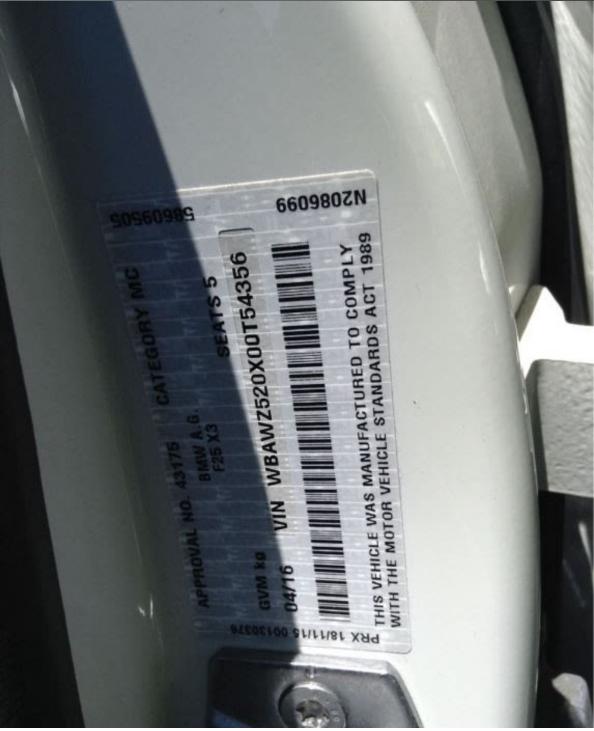 APPROVAL NO. 43175 CATEGORY MC
BMW A.G.
F25 X3 SEATS 5
GVM kg
04/16 VIN WBAWZ520X00T54356
THIS VEHICLE WAS MANUFACTURED TO COMPLY
WITH THE MOTOR VEHICLE STANDARDS ACT 1989
58609505
N2086099
PRX 18/11/15 00130376